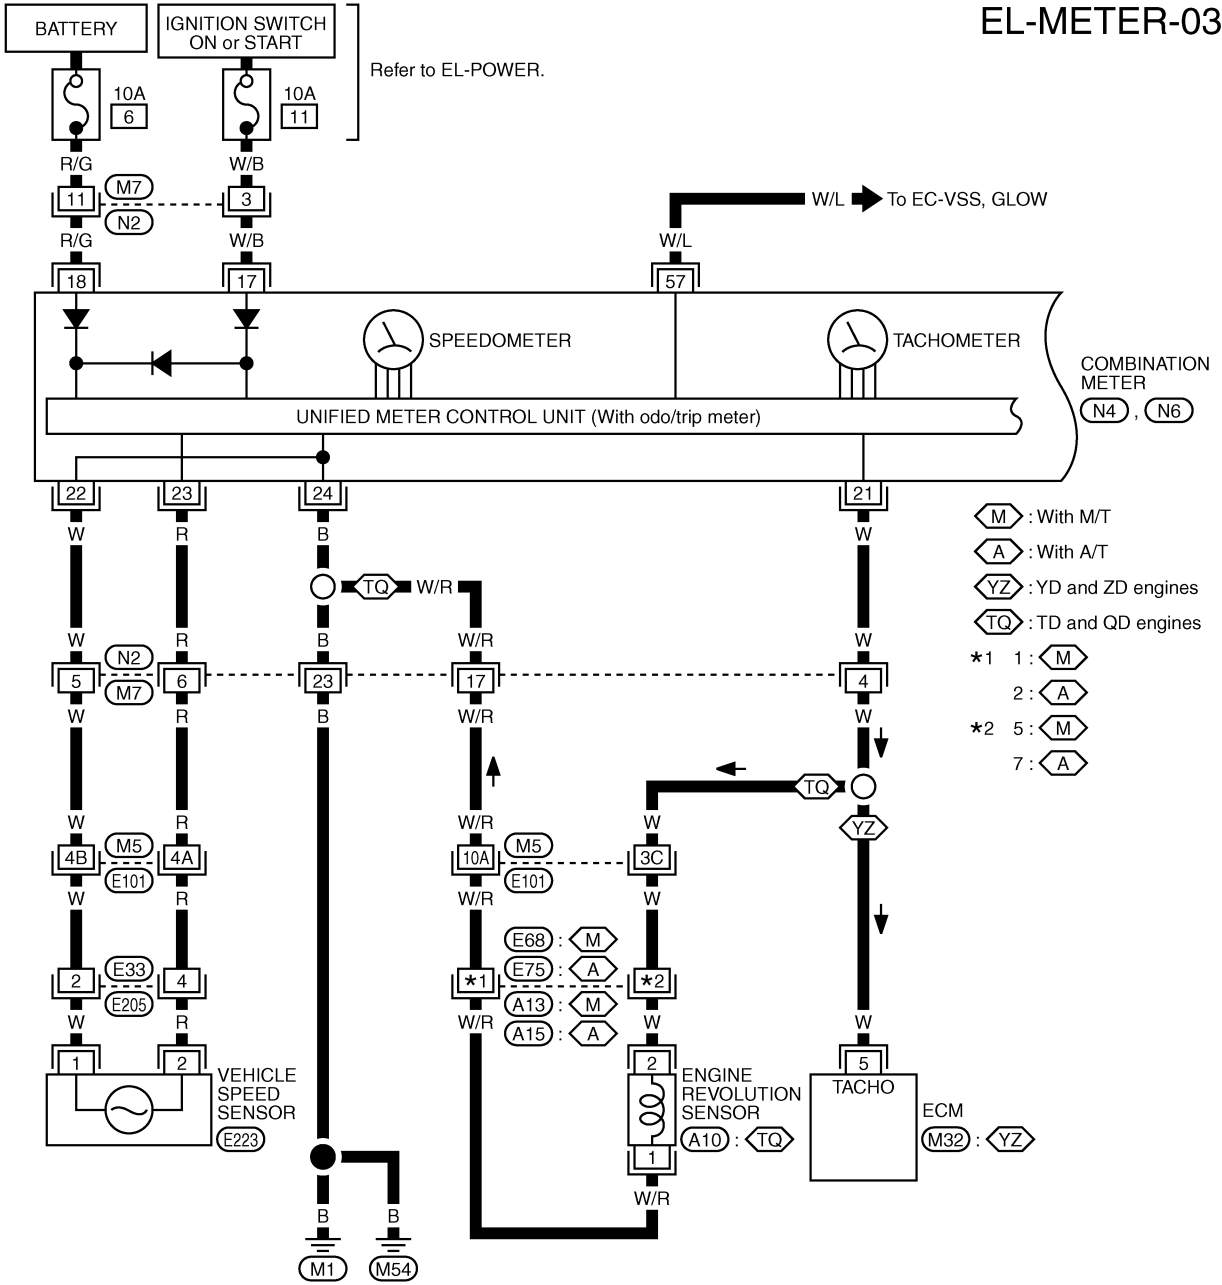 EL-METER-03
BATTERY
IGNITION SWITCH
ON or START
Refer to EL-POWER.
10A
6
10A
11
R/G
W/B
11
M7
N2
3
W/L
To EC-VSS, GLOW
R/G
W/B
W/L
18
17
57
SPEEDOMETER
TACHOMETER
COMBINATION
METER
N4 , N6
UNIFIED METER CONTROL UNIT (With odo/trip meter)
22
23
24
21
W
R
B
W
M : With M/T
A : With A/T
YZ : YD and ZD engines
TQ : TD and QD engines
*1 1 : M
2 : A
*2 5 : M
7 : A
TQ
W/R
W
R
B
W/R
W
5
N2
M7
6
23
17
4
W
R
B
W/R
W
TQ
YZ
W
R
W/R
W
4B
M5
E101
4A
10A
M5
E101
3C
W
R
W/R
W
2
E33
E205
4
*1
E68 : M
E75 : A
A13 : M
A15 : A
*2
W
R
W/R
W
W
1
2
2
5
VEHICLE
SPEED
SENSOR
E223
ENGINE
REVOLUTION
SENSOR
A10 : TQ
TACHO
ECM
M32 : YZ
1
W/R
B
B
M1
M54